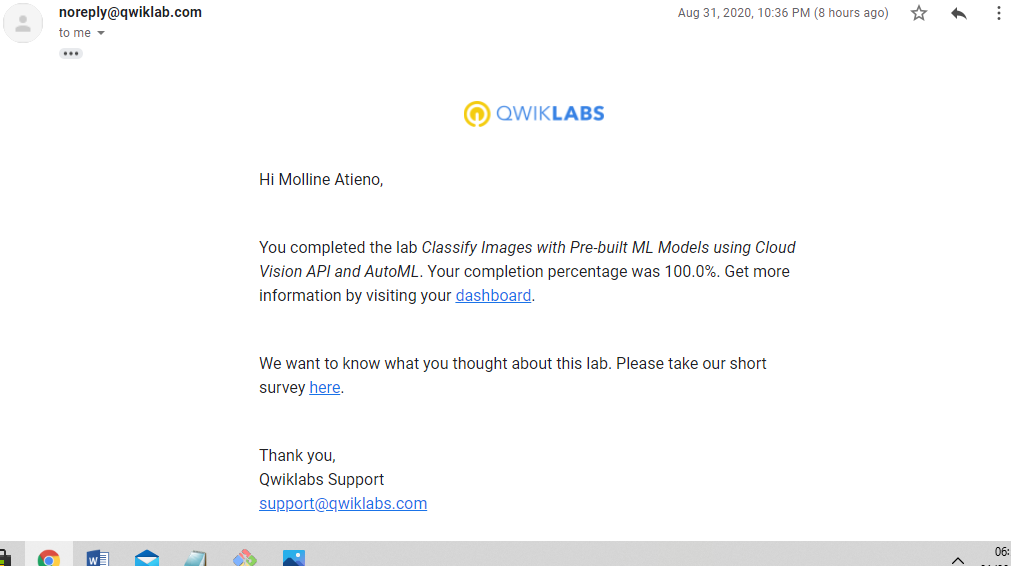 noreply@qwiklab.com
Aug 31, 2020, 10:36 PM (8 hours ago)
to me
QWIKLABS
Hi Molline Atieno,
You completed the lab Classify Images with Pre-built ML Models using Cloud
Vision API and AutoML. Your completion percentage was 100.0%. Get more
information by visiting your dashboard.
We want to know what you thought about this lab. Please take our short
survey here.
Thank you,
Qwiklabs Support
support@qwiklabs.com
W
06: